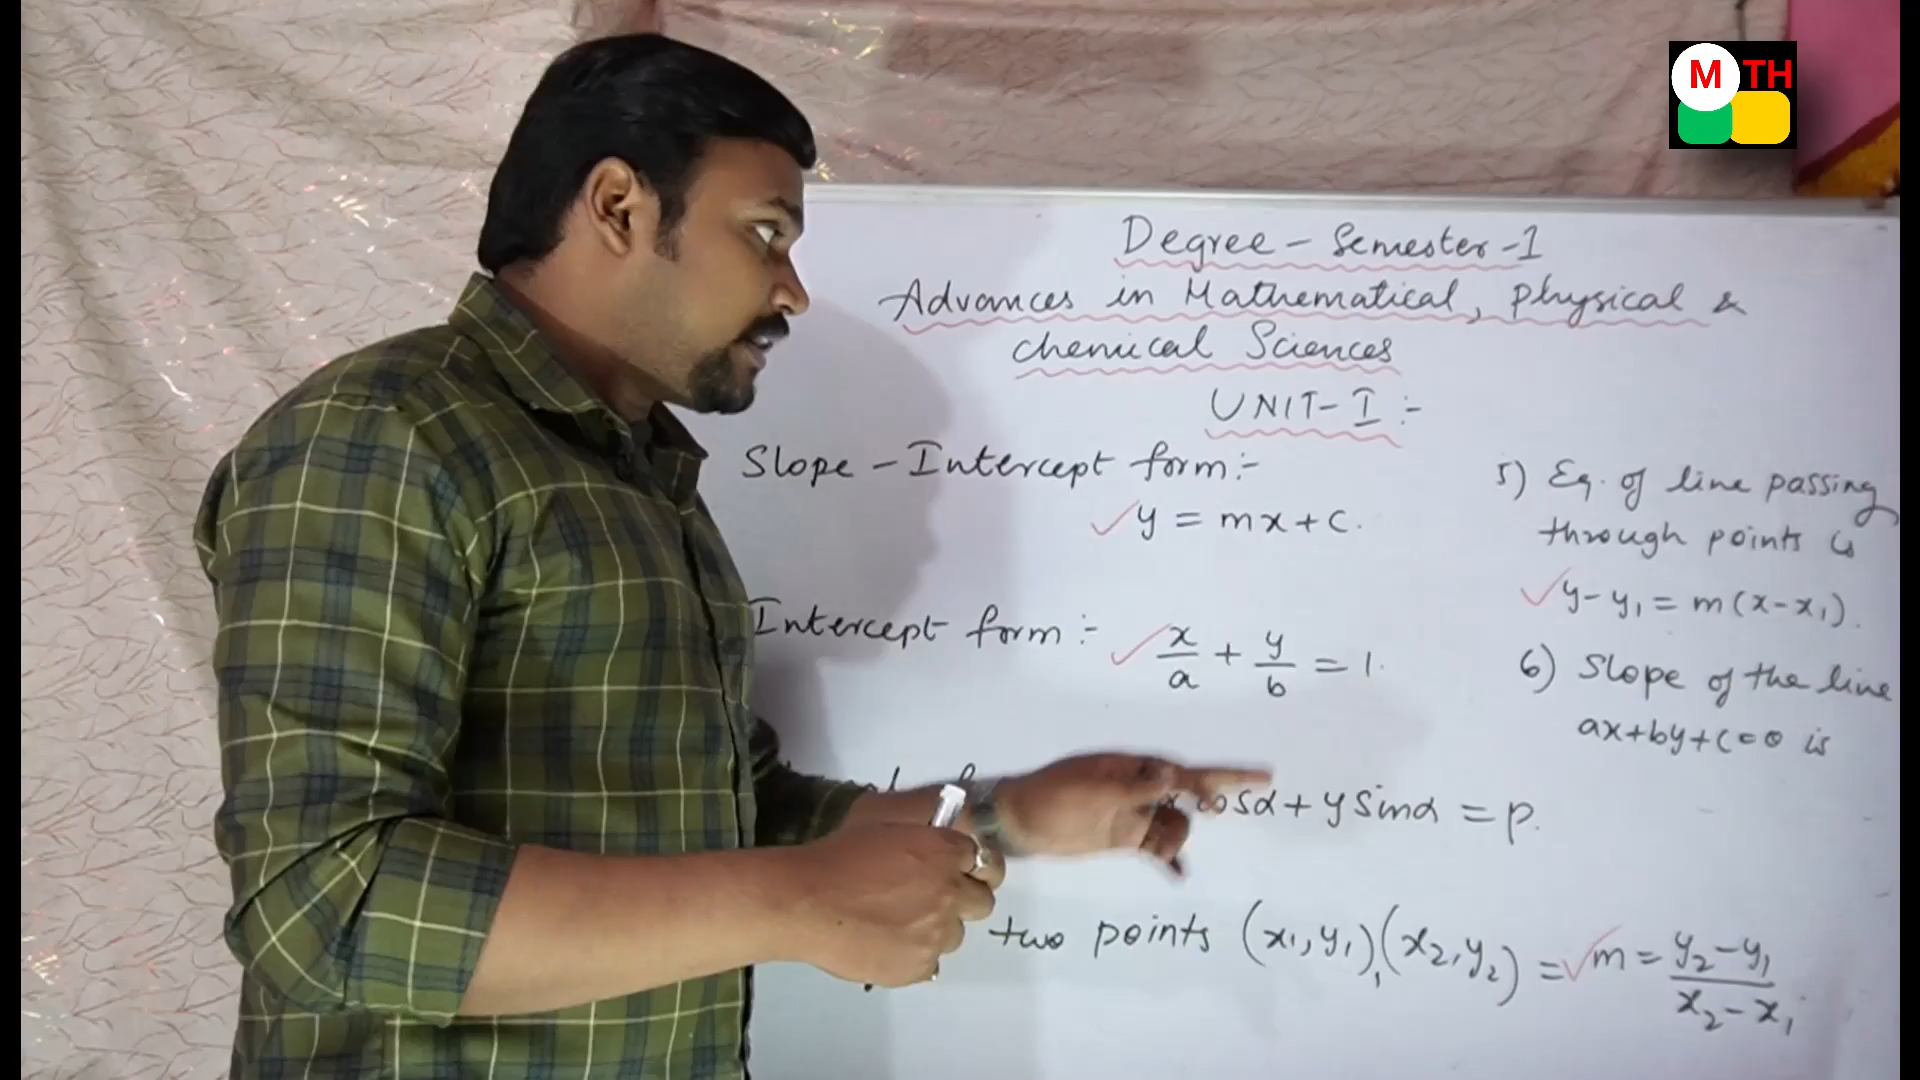 M TH
Degree - Semester - I
Advances in Mathematical, physical &
chemical Sciences
UNIT - I :-
Slope - Intercept form :-
y = mx + c.
Intercept form :- x/a + y/b = 1.
cosα + y sinα = p.
two points (x₁, y₁), (x₂, y₂) = m = y₂ - y₁ / x₂ - x₁
5) Eq. of line passing
through points is
y - y₁ = m (x - x₁).
6) Slope of the line
ax + by + c = 0 is